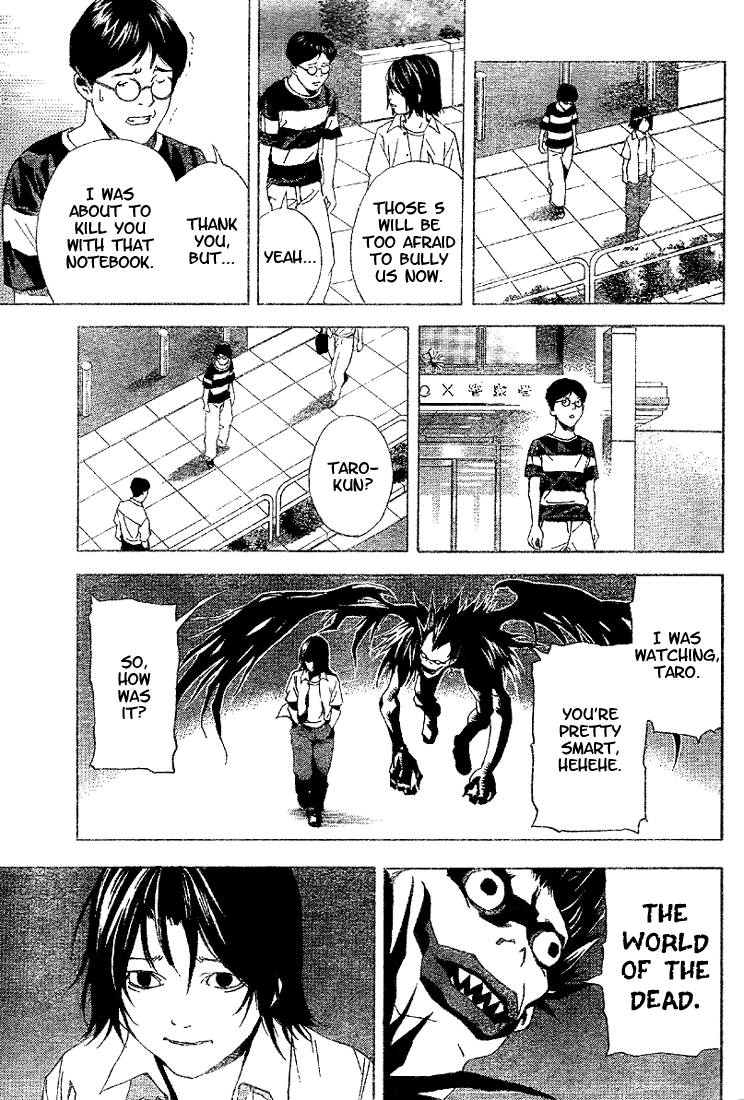 THOSE 5
WILL BE
TOO AFRAID
TO BULLY
US NOW.
YEAH...
THANK
YOU,
BUT...
I WAS
ABOUT TO
KILL YOU
WITH THAT
NOTEBOOK.
TARO-
KUN?
I WAS
WATCHING,
TARO.
YOU'RE
PRETTY
SMART,
HEHEHE.
SO,
HOW
WAS
IT?
THE
WORLD
OF THE
DEAD.